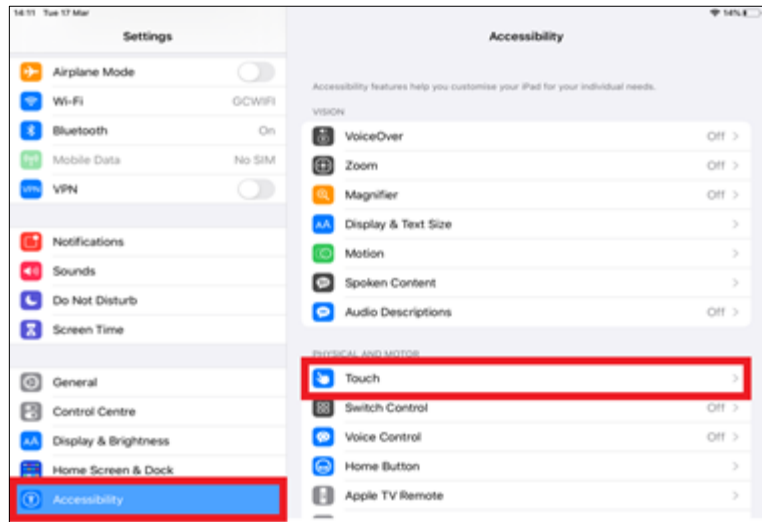 14:11 Tue 17 Mar
14%
Settings
Airplane Mode
Wi-Fi GCWIFI
Bluetooth On
Mobile Data No SIM
VPN VPN
Notifications
Sounds
Do Not Disturb
Screen Time
General
Control Centre
AA Display & Brightness
Home Screen & Dock
Accessibility
Accessibility
Accessibility features help you customise your iPad for your individual needs.
VISION
VoiceOver Off >
Zoom Off >
Magnifier Off >
AA Display & Text Size >
Motion >
Spoken Content >
Audio Descriptions Off >
PHYSICAL AND MOTOR
Touch >
Switch Control Off >
Voice Control Off >
Home Button >
Apple TV Remote >